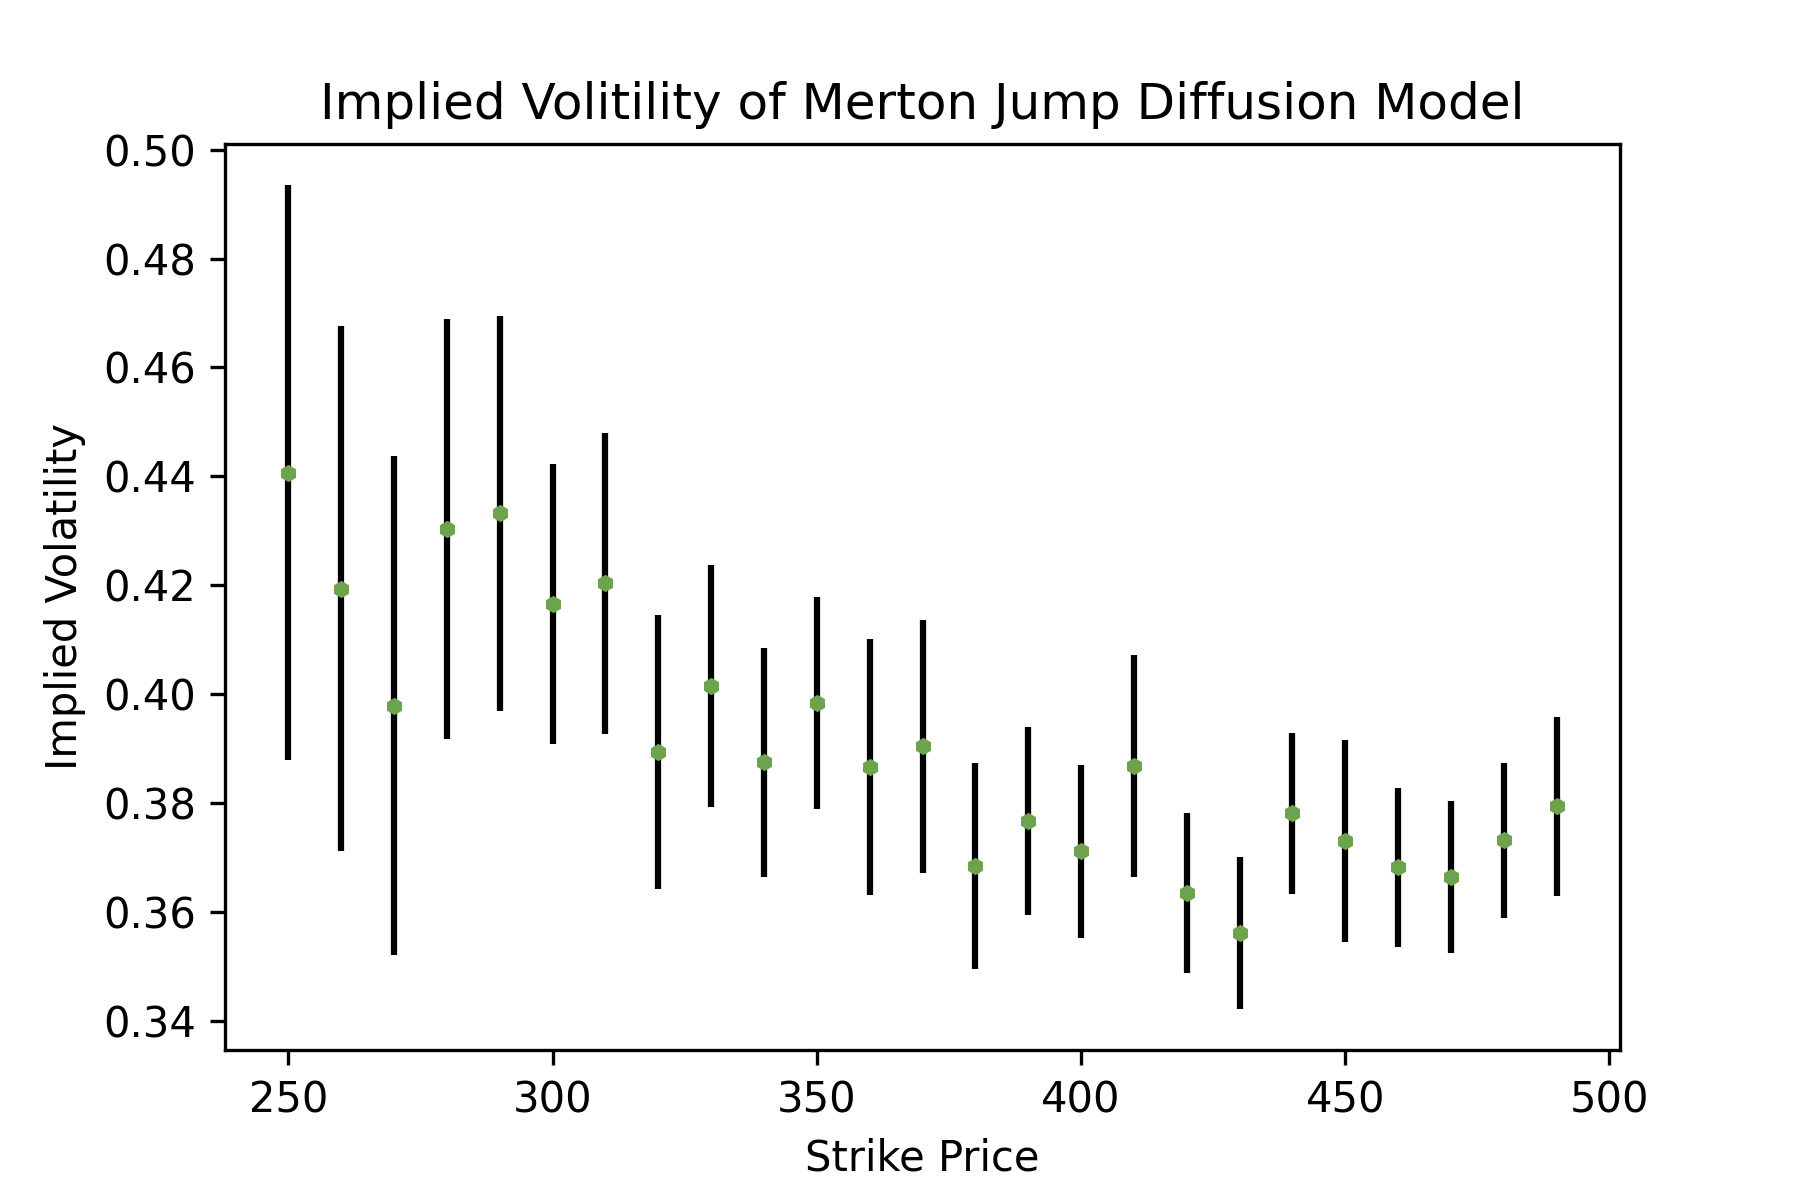 Implied Volitility of Merton Jump Diffusion Model
0.50
0.48
0.46
0.44
0.42
0.40
0.38
0.36
0.34
Implied Volatility
250 300 350 400 450 500
Strike Price